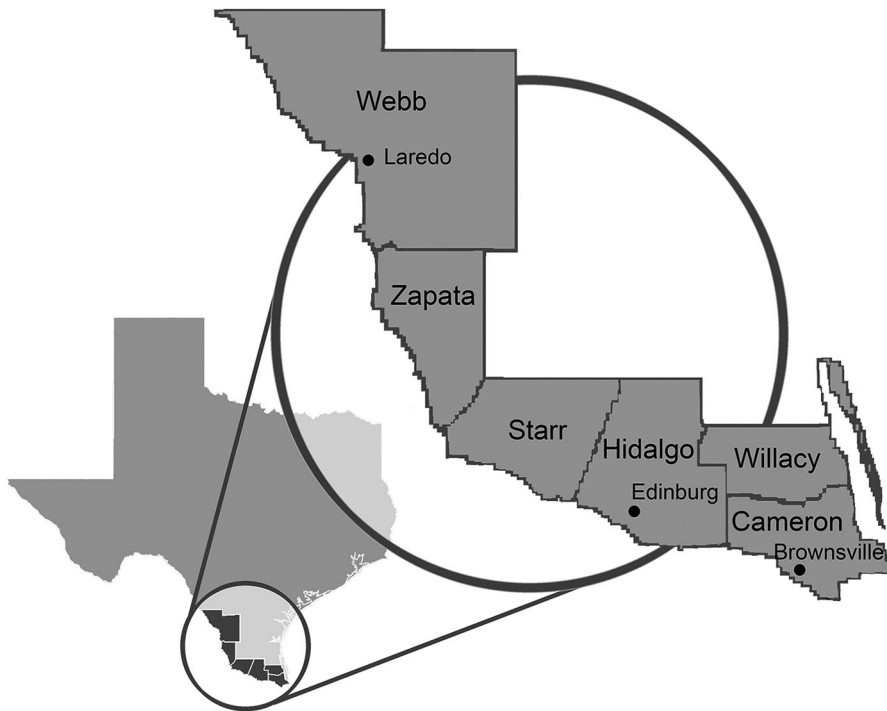 Webb
Laredo
Zapata
Starr
Hidalgo
Willacy
Edinburg
Cameron
Brownsville